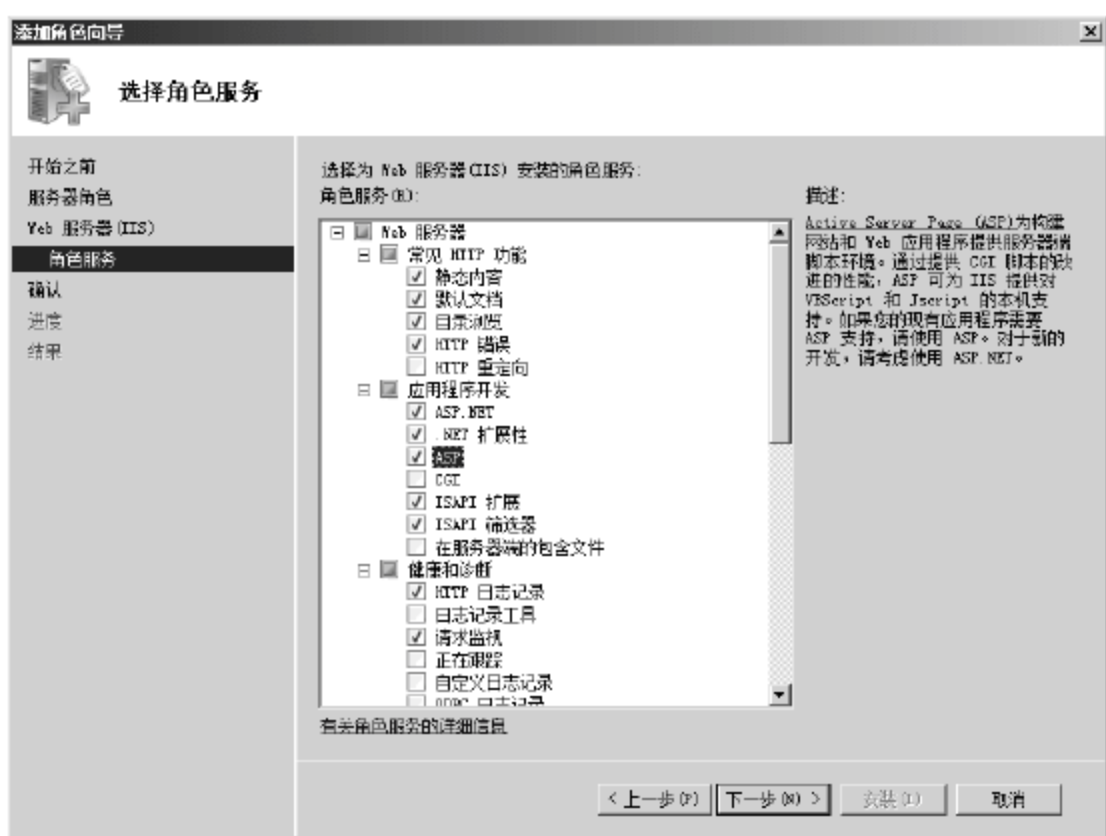 添加角色向导
选择角色服务
开始之前
服务器角色
Web 服务器(IIS)
角色服务
确认
进度
结果
选择为 Web 服务器(IIS) 安装的角色服务:
角色服务(R):
Web 服务器
常见 HTTP 功能
静态内容
默认文档
目录浏览
HTTP 错误
HTTP 重定向
应用程序开发
ASP.NET
.NET 扩展性
ASP
CGI
ISAPI 扩展
ISAPI 筛选器
在服务器端的包含文件
健康和诊断
HTTP 日志记录
日志记录工具
请求监视
正在跟踪
自定义日志记录
ODBC 日志记录
有关角色服务的详细信息
描述:
Active Server Page (ASP)为构建
网站和 Web 应用程序提供服务器端
脚本环境。通过提供 CGI 脚本的改
进的性能，ASP 可为 IIS 提供对
VBScript 和 Jscript 的本机支
持。如果您的现有应用程序需要
ASP 支持，请使用 ASP。对于新的
开发，请考虑使用 ASP.NET。
< 上一步(P)
下一步(N) >
安装(I)
取消